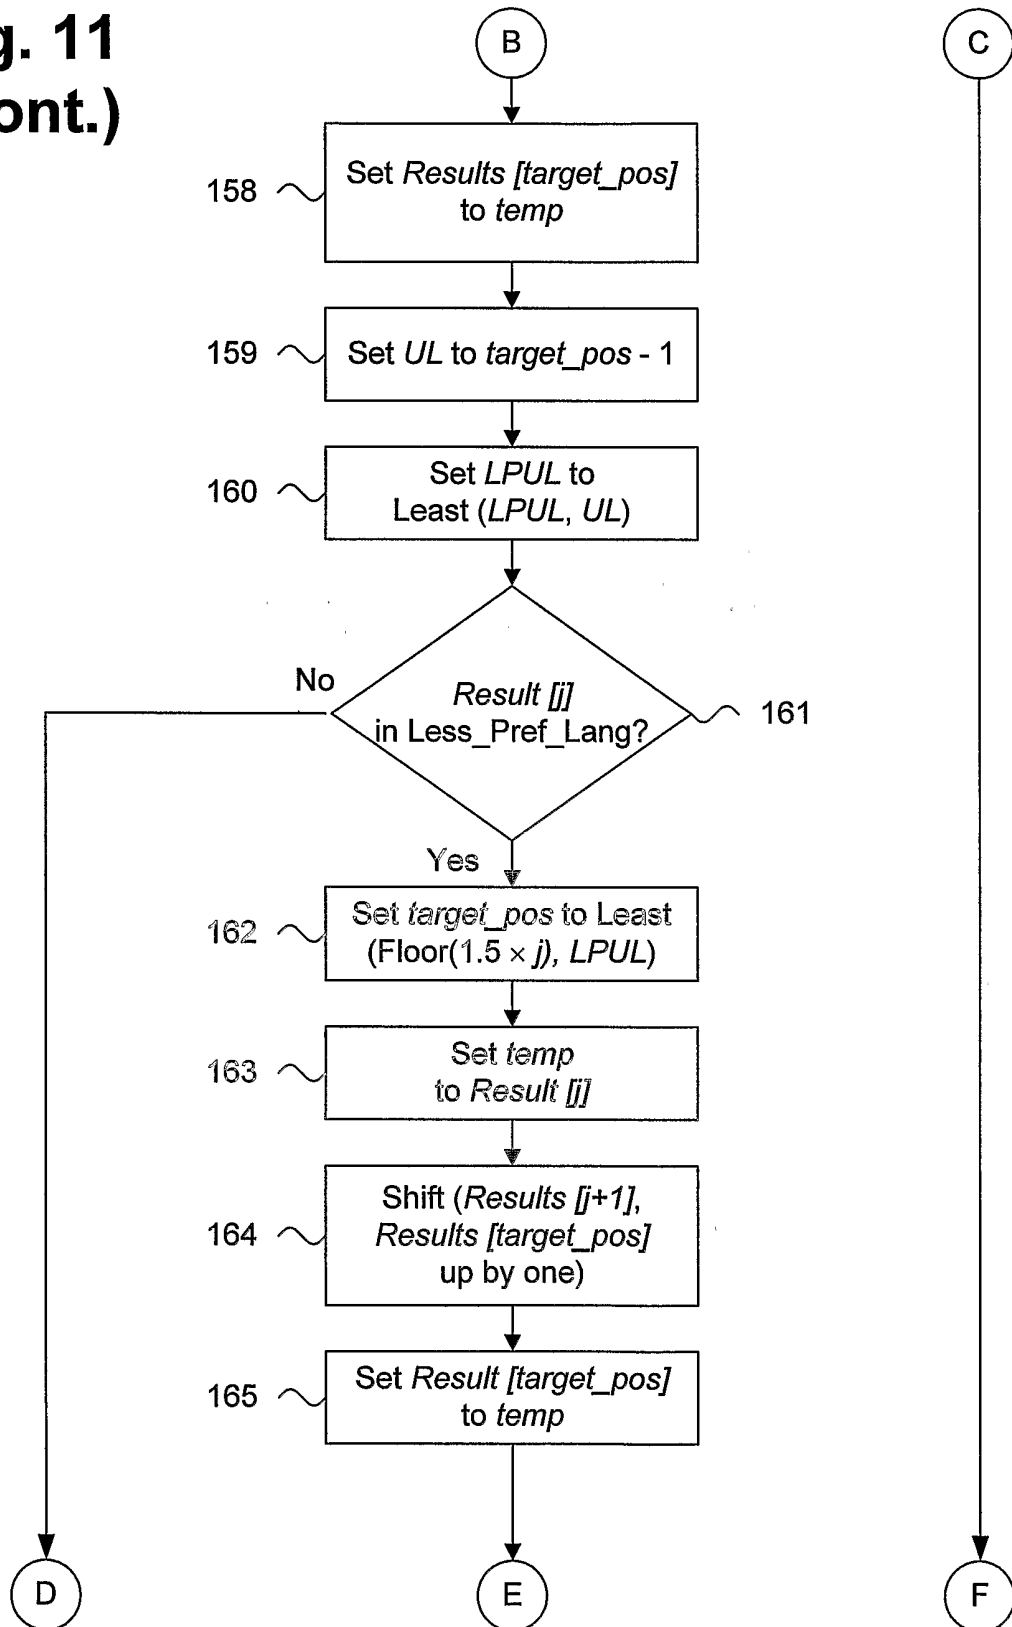 g. 11
ont.)
B
C
158
Set Results [target_pos]
to temp
159
Set UL to target_pos - 1
160
Set LPUL to
Least (LPUL, UL)
No
Result [j]
in Less_Pref_Lang?
161
Yes
162
Set target_pos to Least
(Floor(1.5 × j), LPUL)
163
Set temp
to Result [j]
164
Shift (Results [j+1],
Results [target_pos]
up by one)
165
Set Result [target_pos]
to temp
D
E
F